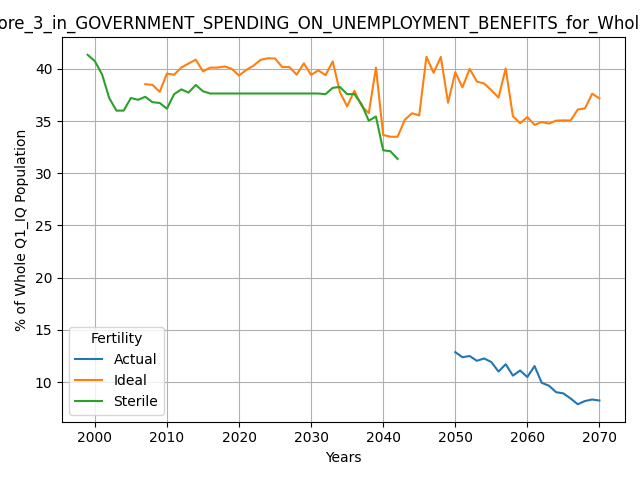 ore_3_in_GOVERNMENT_SPENDING_ON_UNEMPLOYMENT_BENEFITS_for_Whol
% of Whole Q1_IQ Population
40
35
30
25
20
15
10
Fertility
Actual
Ideal
Sterile
2000 2010 2020 2030 2040 2050 2060 2070
Years